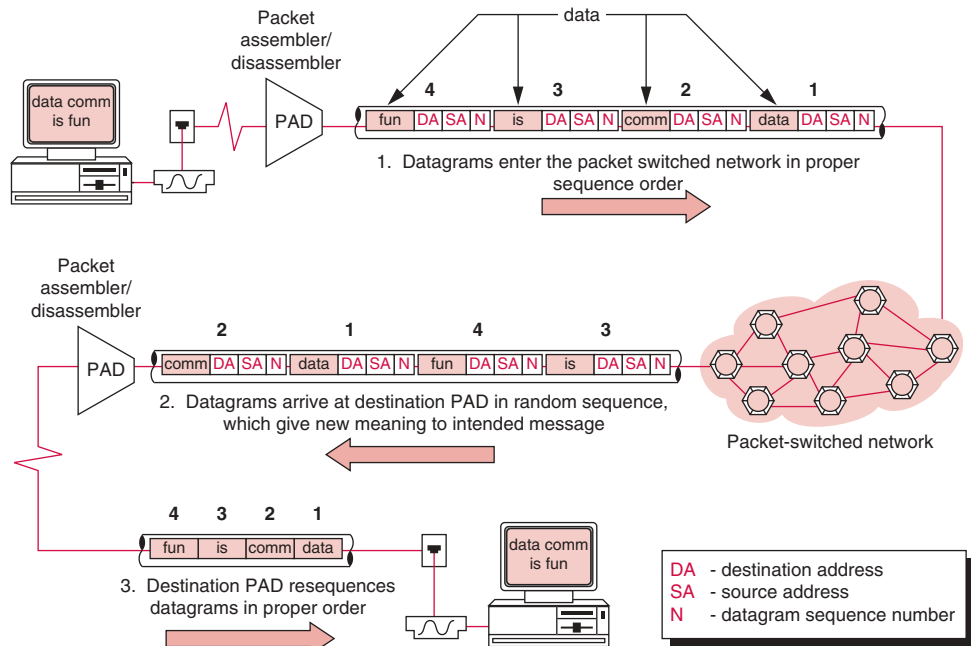 Packet
assembler/
disassembler
data
data comm
is fun
PAD
4 3 2 1
fun DA SA N is DA SA N comm DA SA N data DA SA N
1. Datagrams enter the packet switched network in proper
sequence order
Packet
assembler/
disassembler
PAD
2 1 4 3
comm DA SA N data DA SA N fun DA SA N is DA SA N
2. Datagrams arrive at destination PAD in random sequence,
which give new meaning to intended message
Packet-switched network
4 3 2 1
fun is comm data
3. Destination PAD resequences
datagrams in proper order
data comm
is fun
DA - destination address
SA - source address
N - datagram sequence number